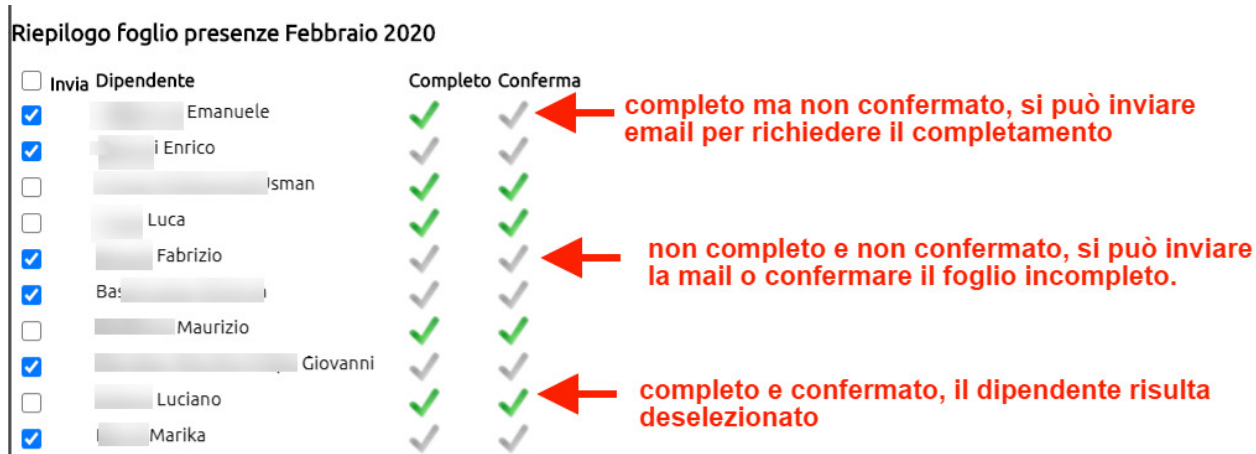 Riepilogo foglio presenze Febbraio 2020
Invia Dipendente Completo Conferma
Emanuele
completo ma non confermato, si può inviare
email per richiedere il completamento
i Enrico
Usman
Luca
Fabrizio
non completo e non confermato, si può inviare
la mail o confermare il foglio incompleto.
Bas
Maurizio
Giovanni
Luciano
completo e confermato, il dipendente risulta
deselezionato
Marika